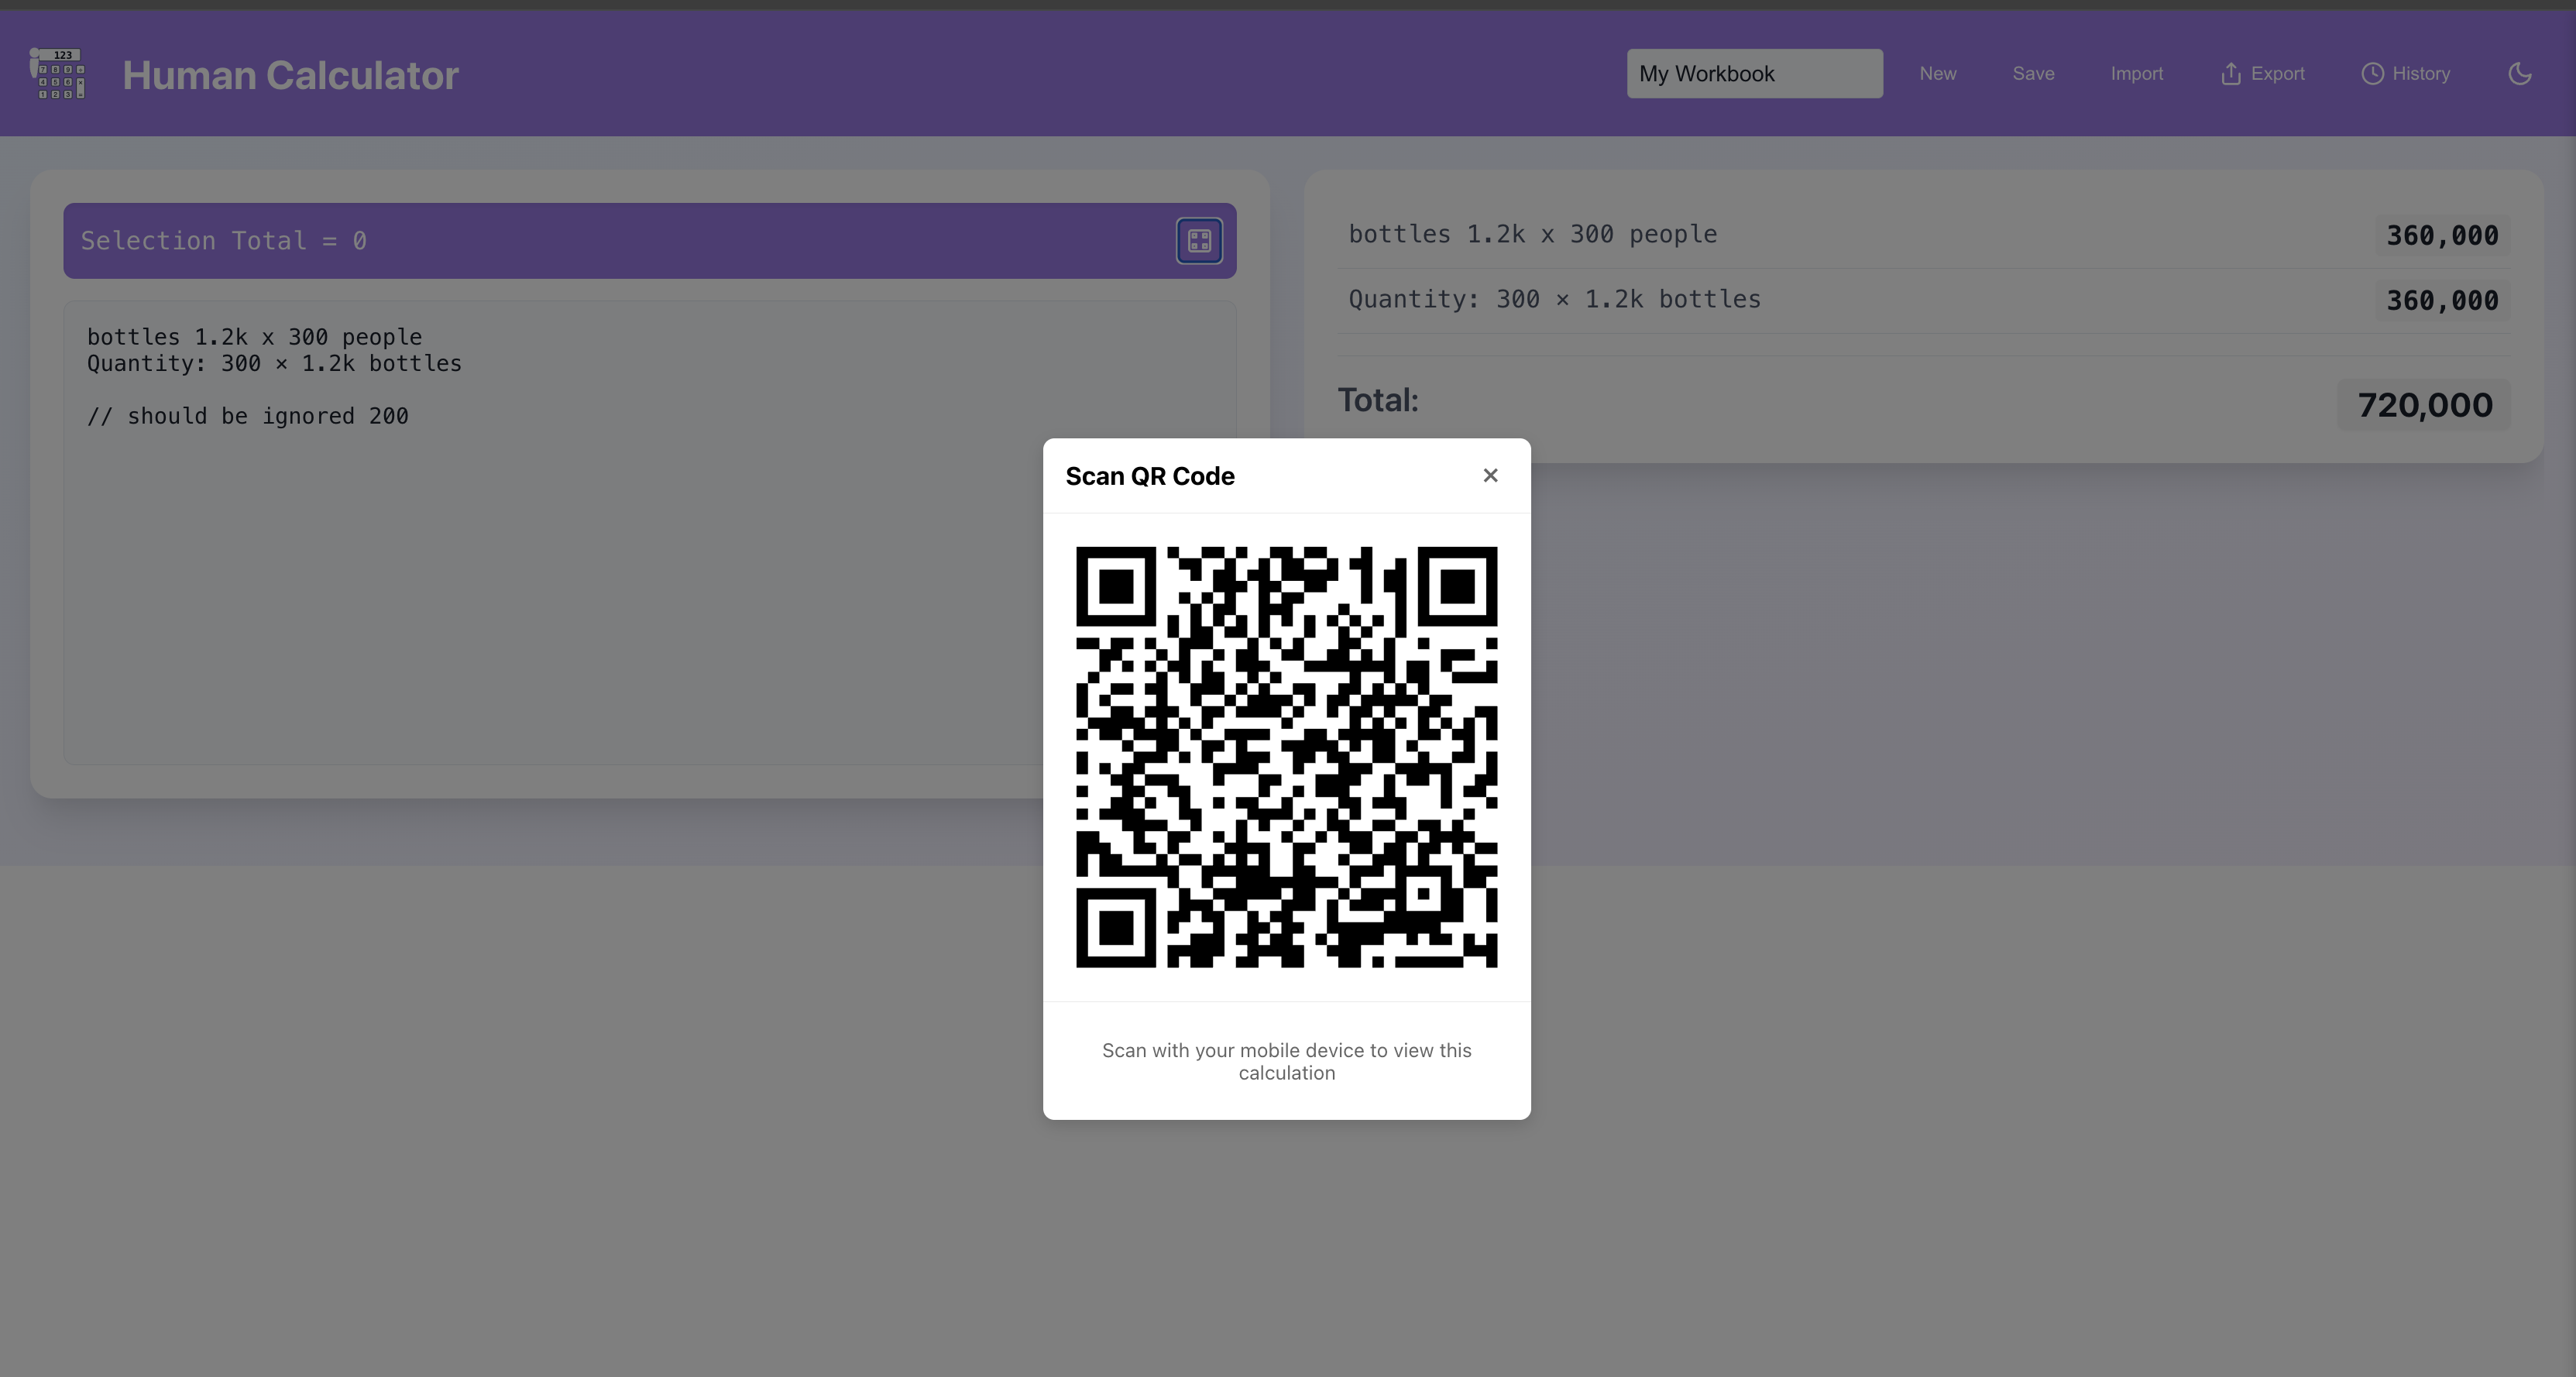 123
Human Calculator
My Workbook
New
Save
Import
Export
History
Selection Total = 0
bottles 1.2k x 300 people
Quantity: 300 × 1.2k bottles
// should be ignored 200
bottles 1.2k x 300 people
360,000
Quantity: 300 × 1.2k bottles
360,000
Total:
720,000
Scan QR Code
×
Scan with your mobile device to view this
calculation